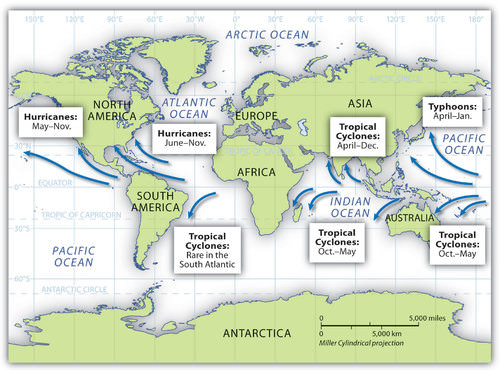 150°W 120°W 90°W 60°W 30°W 0° 30°E 60°E 90°E 120°E 150°E 180°
ARCTIC OCEAN
NORTH
AMERICA
ATLANTIC
OCEAN
EUROPE
ASIA
Hurricanes:
May–Nov.
Hurricanes:
June–Nov.
Tropical
Cyclones:
April–Dec.
Typhoons:
April–Jan.
PACIFIC
OCEAN
30°N
AFRICA
EQUATOR
SOUTH
AMERICA
INDIAN
OCEAN
AUSTRALIA
TROPIC OF CAPRICORN
30°S
Tropical
Cyclones:
Rare in the
South Atlantic
Tropical
Cyclones:
Oct.–May
Tropical
Cyclones:
Oct.–May
PACIFIC
OCEAN
60°S
ANTARCTIC CIRCLE
ANTARCTICA
0 5,000 miles
0 5,000 km
Miller Cylindrical projection